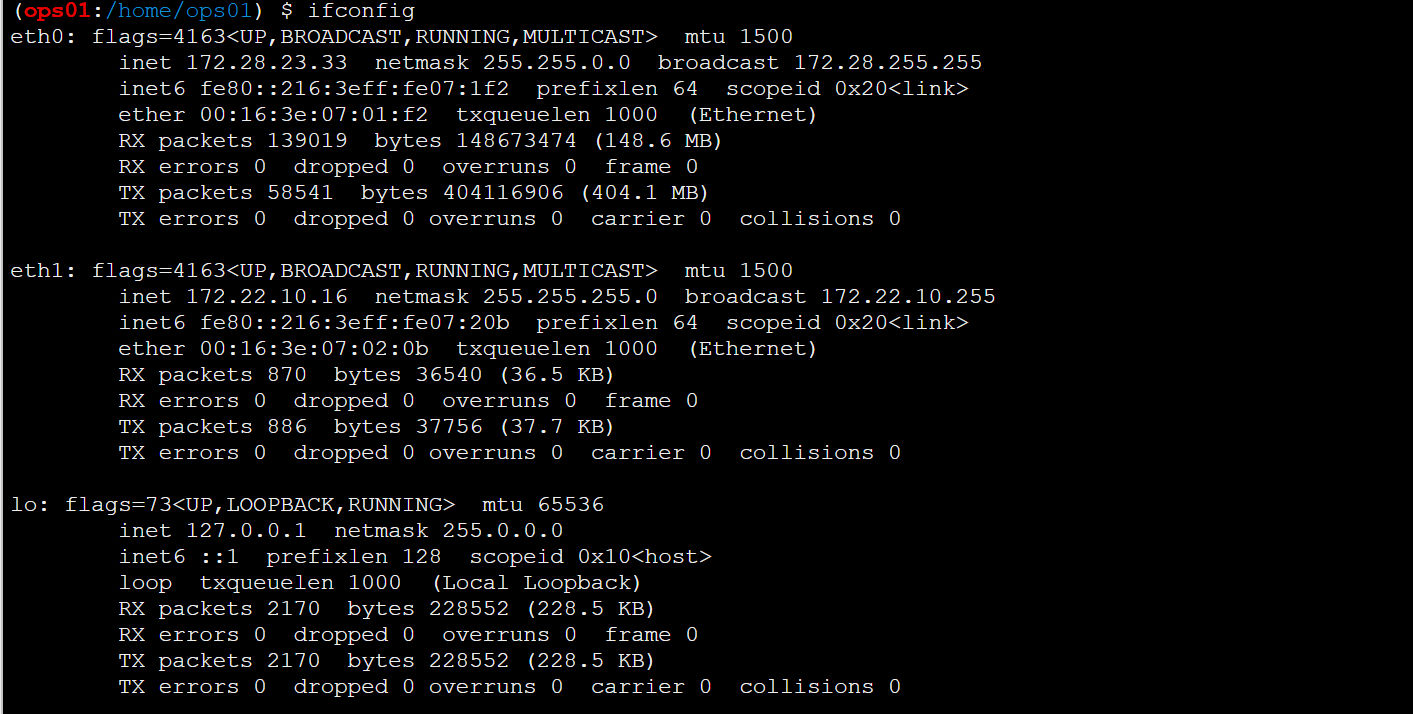 (ops01:/home/ops01) $ ifconfig
eth0: flags=4163<UP,BROADCAST,RUNNING,MULTICAST>  mtu 1500
        inet 172.28.23.33  netmask 255.255.0.0  broadcast 172.28.255.255
        inet6 fe80::216:3eff:fe07:1f2  prefixlen 64  scopeid 0x20<link>
        ether 00:16:3e:07:01:f2  txqueuelen 1000  (Ethernet)
        RX packets 139019  bytes 148673474 (148.6 MB)
        RX errors 0  dropped 0  overruns 0  frame 0
        TX packets 58541  bytes 404116906 (404.1 MB)
        TX errors 0  dropped 0 overruns 0  carrier 0  collisions 0

eth1: flags=4163<UP,BROADCAST,RUNNING,MULTICAST>  mtu 1500
        inet 172.22.10.16  netmask 255.255.255.0  broadcast 172.22.10.255
        inet6 fe80::216:3eff:fe07:20b  prefixlen 64  scopeid 0x20<link>
        ether 00:16:3e:07:02:0b  txqueuelen 1000  (Ethernet)
        RX packets 870  bytes 36540 (36.5 KB)
        RX errors 0  dropped 0  overruns 0  frame 0
        TX packets 886  bytes 37756 (37.7 KB)
        TX errors 0  dropped 0 overruns 0  carrier 0  collisions 0

lo: flags=73<UP,LOOPBACK,RUNNING>  mtu 65536
        inet 127.0.0.1  netmask 255.0.0.0
        inet6 ::1  prefixlen 128  scopeid 0x10<host>
        loop  txqueuelen 1000  (Local Loopback)
        RX packets 2170  bytes 228552 (228.5 KB)
        RX errors 0  dropped 0  overruns 0  frame 0
        TX packets 2170  bytes 228552 (228.5 KB)
        TX errors 0  dropped 0 overruns 0  carrier 0  collisions 0